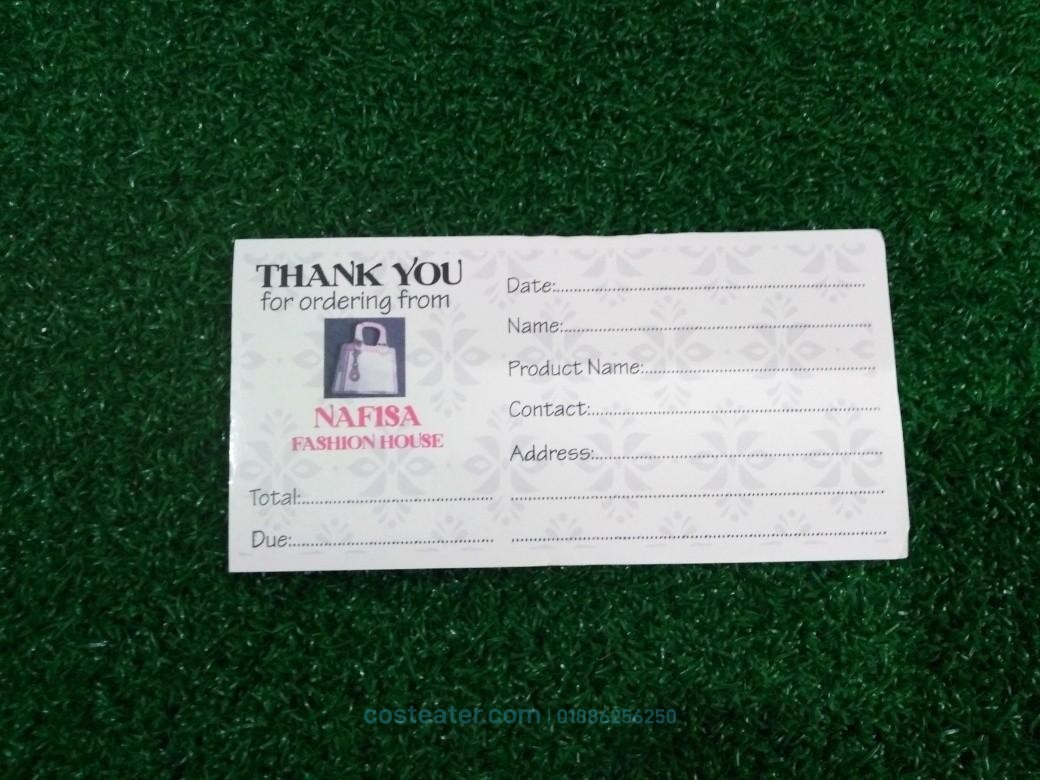 THANK YOU
for ordering from
NAFISA
FASHION HOUSE
Total:
Due:
Date:
Name:
Product Name:
Contact:
Address:
costeater.com | 01886256250